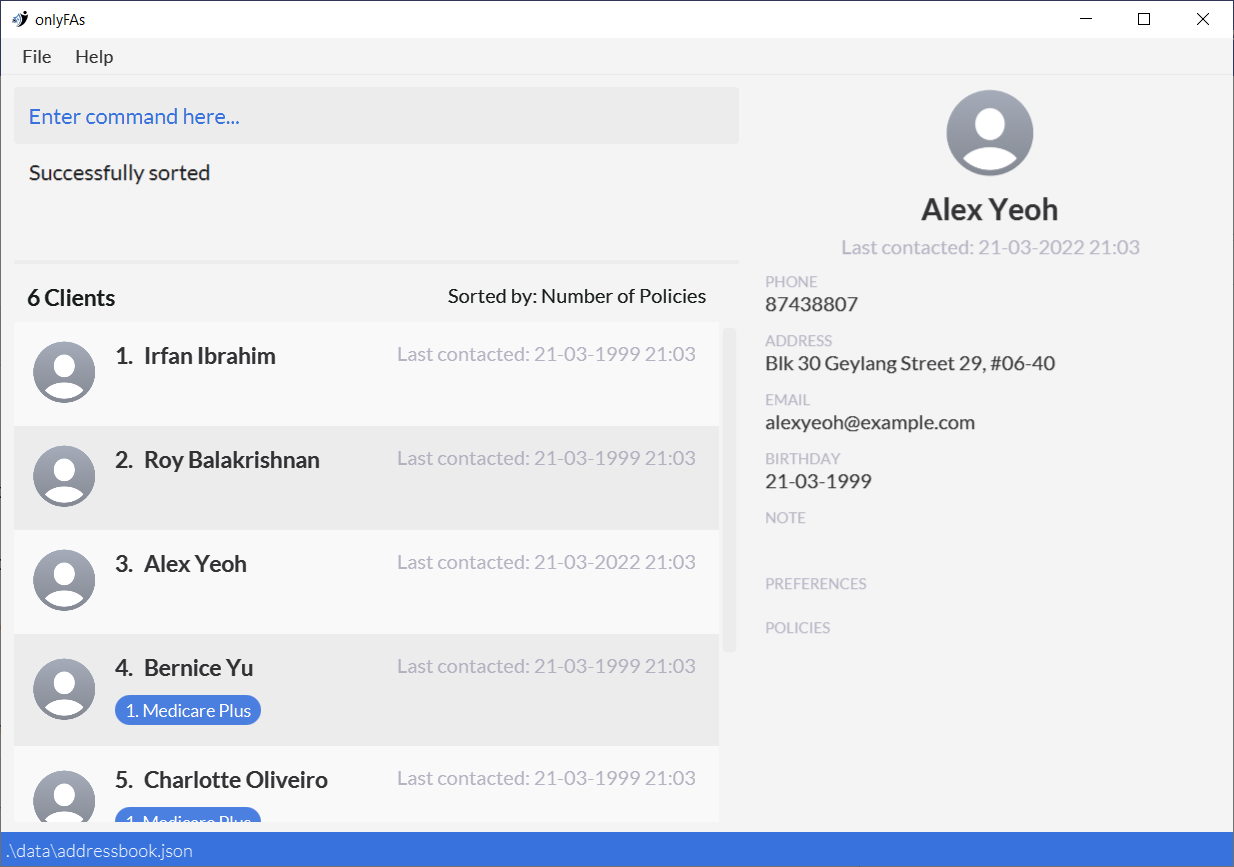 onlyFAs
File Help
Enter command here...
Successfully sorted
6 Clients
Sorted by: Number of Policies
1. Irfan Ibrahim
Last contacted: 21-03-1999 21:03
2. Roy Balakrishnan
Last contacted: 21-03-1999 21:03
3. Alex Yeoh
Last contacted: 21-03-2022 21:03
4. Bernice Yu
Last contacted: 21-03-1999 21:03
1. Medicare Plus
5. Charlotte Oliveiro
Last contacted: 21-03-1999 21:03
1. Medicare Plus
Alex Yeoh
Last contacted: 21-03-2022 21:03
PHONE
87438807
ADDRESS
Blk 30 Geylang Street 29, #06-40
EMAIL
alexyeoh@example.com
BIRTHDAY
21-03-1999
NOTE
PREFERENCES
POLICIES
.\data\addressbook.json